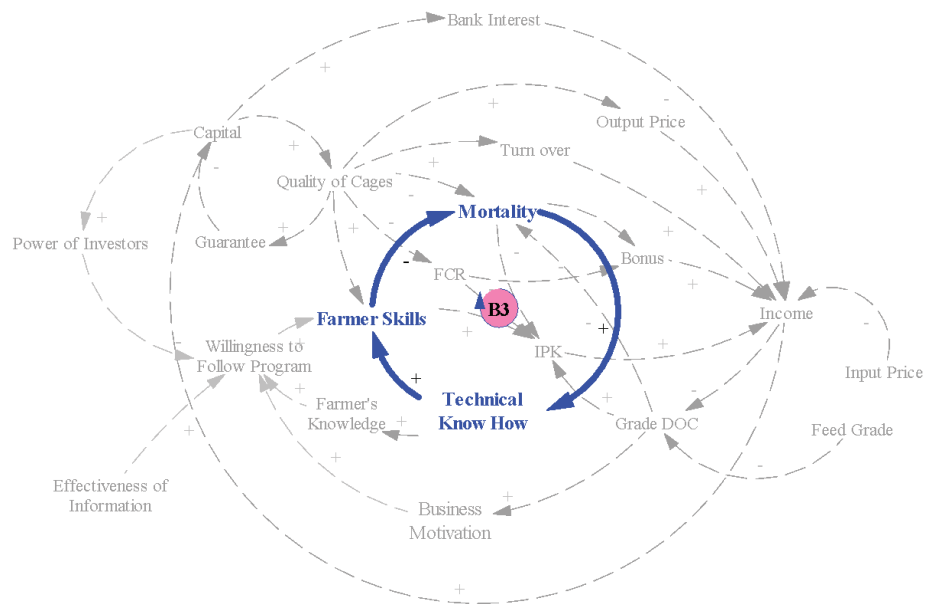 Bank Interest
+
-
+
Output Price
Capital
+
Turn over
-
+
Quality of Cages
-
+
Mortality
-
+
Power of Investors
Guarantee
+
-
-
-
Bonus
-
FCR
+
B3
Income
Farmer Skills
+
+
-
-
-
Willingness to
Follow Program
+
IPK
+
Input Price
+
Technical
Know How
-
Farmer's
Knowledge
+
+
+
Grade DOC
Feed Grade
+
+
-
Effectiveness of
Information
+
Business
Motivation
+